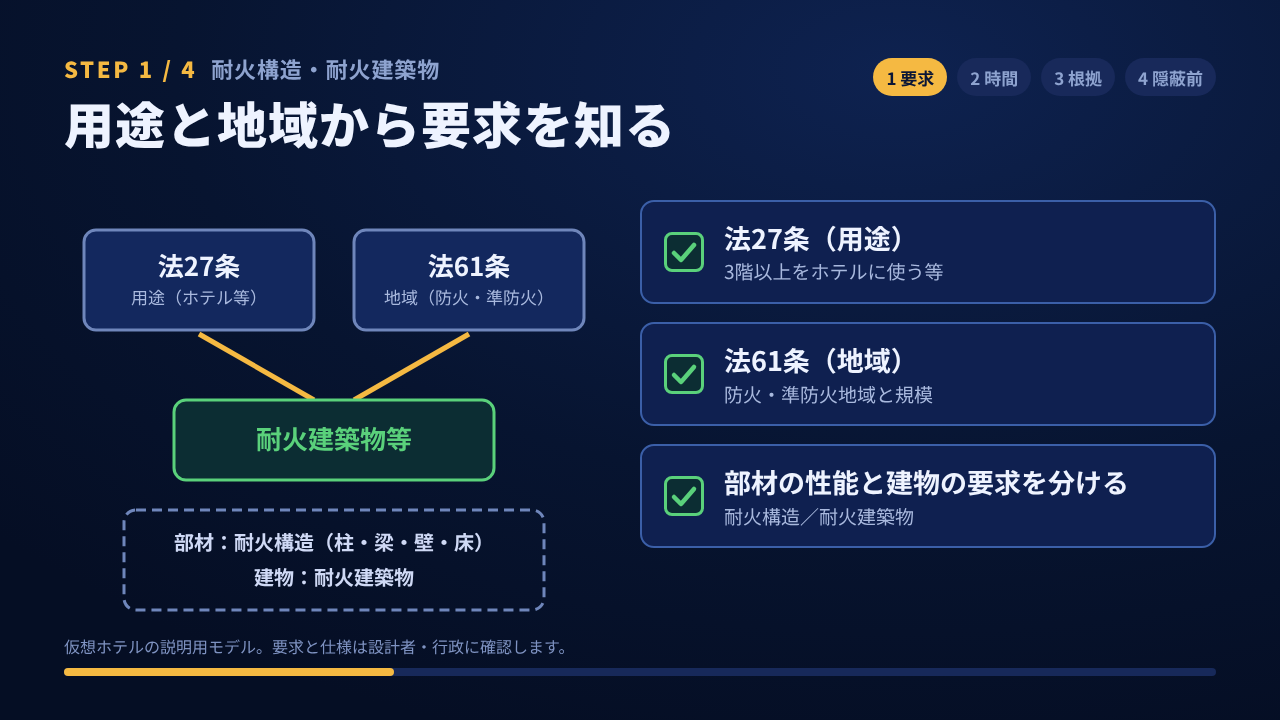 STEP 1 / 4 耐火構造・耐火建築物
1 要求
2 時間
3 根拠
4 隠蔽前
用途と地域から要求を知る
法27条
用途（ホテル等）
法61条
地域（防火・準防火）
耐火建築物等
部材：耐火構造（柱・梁・壁・床）
建物：耐火建築物
法27条（用途）
3階以上をホテルに使う等
法61条（地域）
防火・準防火地域と規模
部材の性能と建物の要求を分ける
耐火構造／耐火建築物
仮想ホテルの説明用モデル。要求と仕様は設計者・行政に確認します。